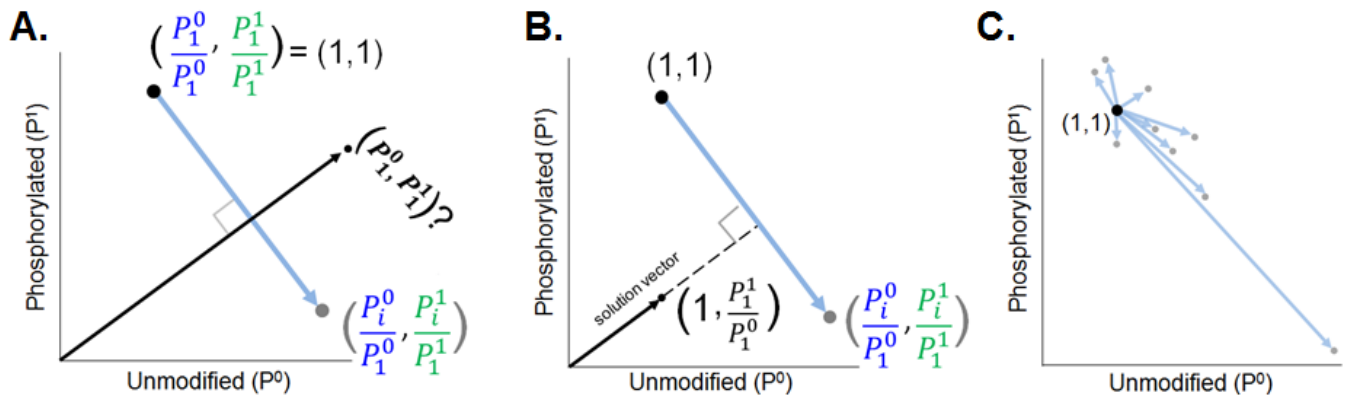 A.
(P₁⁰/P₁⁰, P₁¹/P₁¹) = (1,1)
Phosphorylated (P¹)
(P₁⁰, P₁¹)?
(Pᵢ⁰/P₁⁰, Pᵢ¹/P₁¹)
Unmodified (P⁰)
B.
(1,1)
Phosphorylated (P¹)
solution vector
(1, P₁¹/P₁⁰)
(Pᵢ⁰/P₁⁰, Pᵢ¹/P₁¹)
Unmodified (P⁰)
C.
(1,1)
Phosphorylated (P¹)
Unmodified (P⁰)